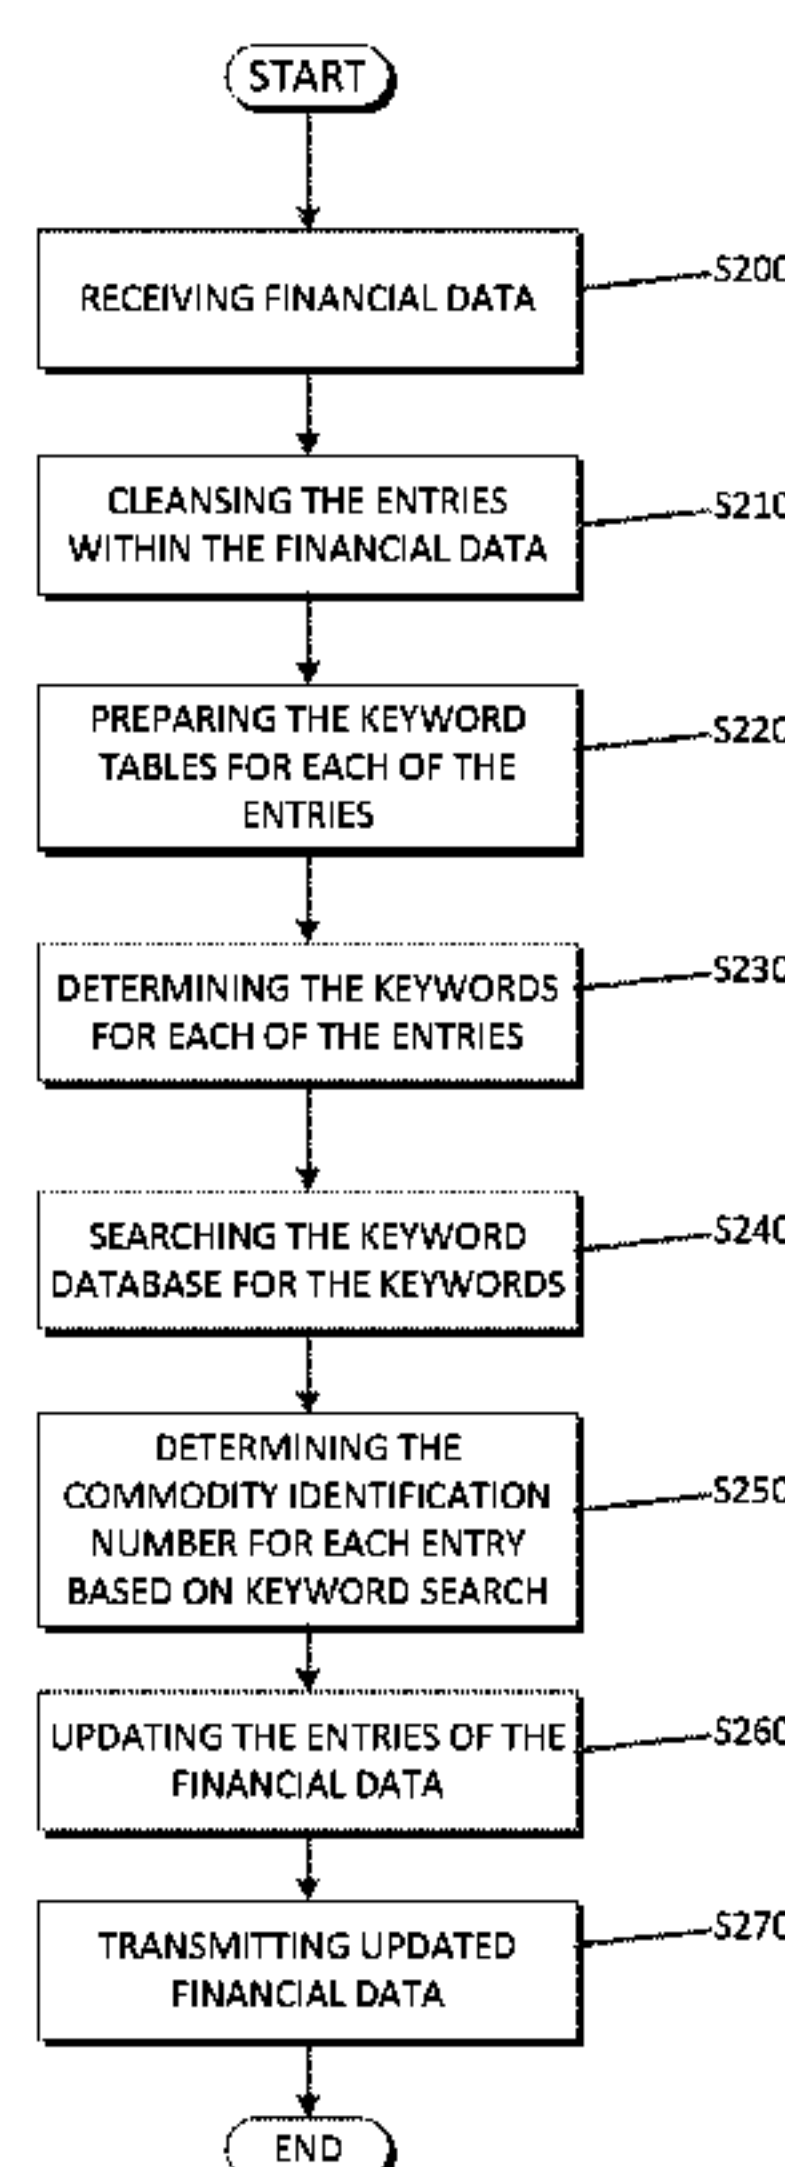 START
RECEIVING FINANCIAL DATA
S200
CLEANSING THE ENTRIES
WITHIN THE FINANCIAL DATA
S210
PREPARING THE KEYWORD
TABLES FOR EACH OF THE
ENTRIES
S220
DETERMINING THE KEYWORDS
FOR EACH OF THE ENTRIES
S230
SEARCHING THE KEYWORD
DATABASE FOR THE KEYWORDS
S240
DETERMINING THE
COMMODITY IDENTIFICATION
NUMBER FOR EACH ENTRY
BASED ON KEYWORD SEARCH
S250
UPDATING THE ENTRIES OF THE
FINANCIAL DATA
S260
TRANSMITTING UPDATED
FINANCIAL DATA
S270
END